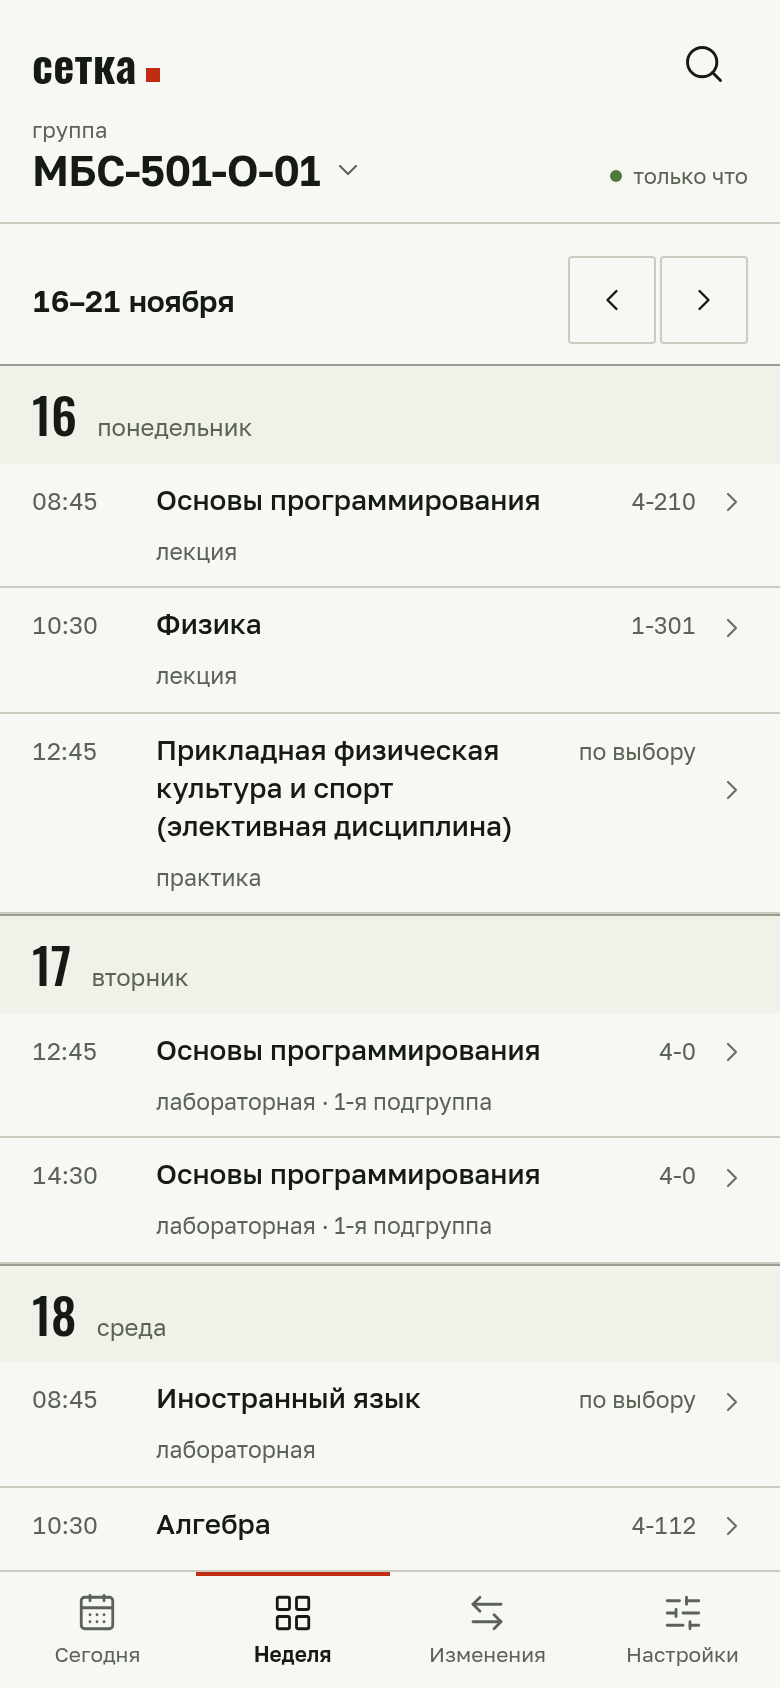 сетка
группа
МБС-501-О-01
только что
16–21 ноября
16 понедельник
08:45 Основы программирования 4-210
лекция
10:30 Физика 1-301
лекция
12:45 Прикладная физическая по выбору
культура и спорт
(элективная дисциплина)
практика
17 вторник
12:45 Основы программирования 4-0
лабораторная · 1-я подгруппа
14:30 Основы программирования 4-0
лабораторная · 1-я подгруппа
18 среда
08:45 Иностранный язык по выбору
лабораторная
10:30 Алгебра 4-112
Сегодня Неделя Изменения Настройки